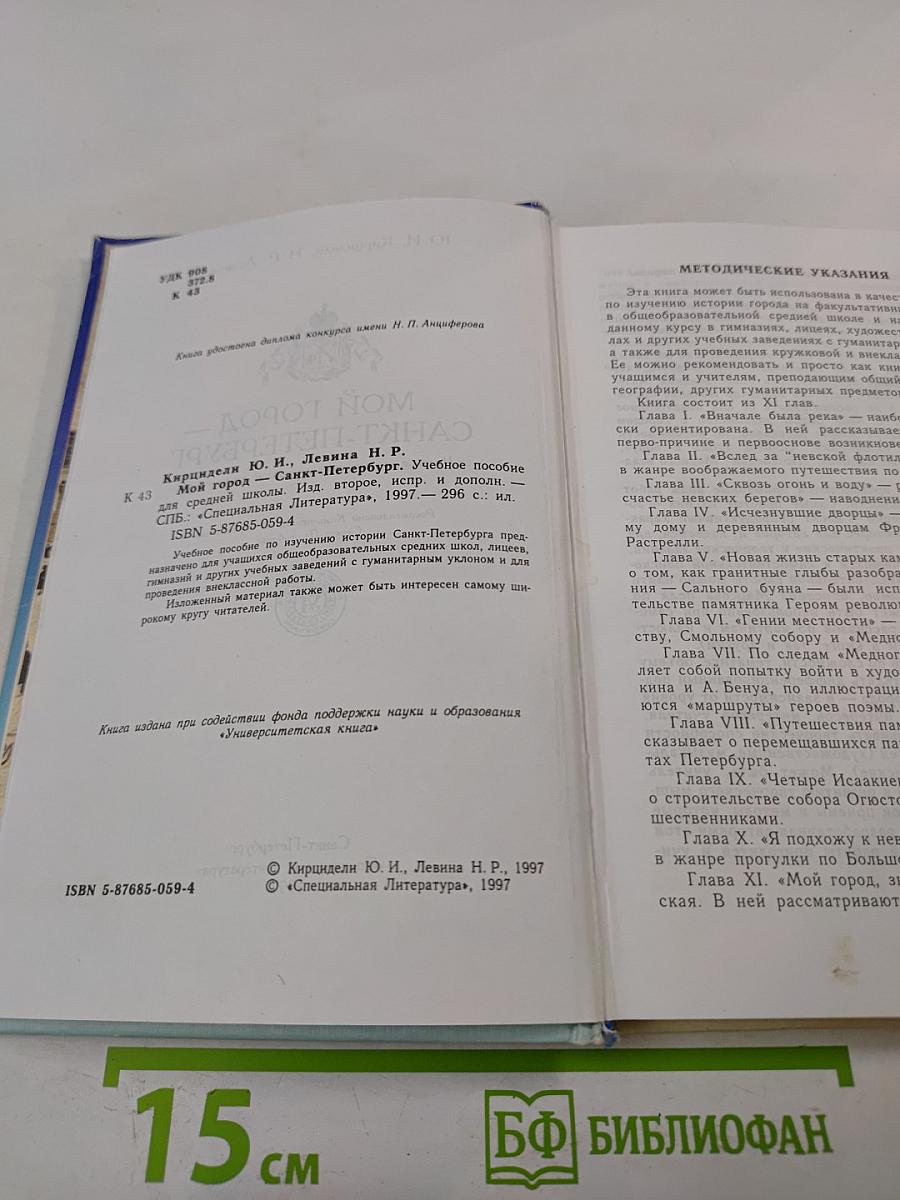 УДК 908
372.8
К 43
Книга удостоена диплома конкурса имени Н. П. Анциферова
Кирцидели Ю. И., Левина Н. Р.
К 43 Мой город — Санкт-Петербург. Учебное пособие
для средней школы. Изд. второе, испр. и дополн. —
СПБ.: «Специальная Литература», 1997.— 296 с.: ил.
ISBN 5-87685-059-4
Учебное пособие по изучению истории Санкт-Петербурга пред-
назначено для учащихся общеобразовательных средних школ, лицеев,
гимназий и других учебных заведений с гуманитарным уклоном и для
проведения внеклассной работы.
Изложенный материал также может быть интересен самому ши-
рокому кругу читателей.
Книга издана при содействии фонда поддержки науки и образования
«Университетская книга»
© Кирцидели Ю. И., Левина Н. Р., 1997
ISBN 5-87685-059-4 © «Специальная Литература», 1997
МЕТОДИЧЕСКИЕ УКАЗАНИЯ
Эта книга может быть использована в качест
по изучению истории города на факультативн
в общеобразовательной средней школе и на
данному курсу в гимназиях, лицеях, художест
лах и других учебных заведениях с гуманитар
а также для проведения кружковой и внекла
Ее можно рекомендовать и просто как кни
учащимся и учителям, преподающим общий
географии, других гуманитарных предметов
Книга состоит из XI глав.
Глава I. «Вначале была река» — наибо
ски ориентирована. В ней рассказывае
перво-причине и первооснове возникнове
Глава II. «Вслед за "невской флотил
в жанре воображаемого путешествия по
Глава III. «Сквозь огонь и воду» — р
счастье невских берегов» — наводнени
Глава IV. «Исчезнувшие дворцы» —
му дому и деревянным дворцам Фр
Растрелли.
Глава V. «Новая жизнь старых кам
о том, как гранитные глыбы разобра
ния — Сального буяна — были исп
тельстве памятника Героям революц
Глава VI. «Гении местности» —
ству, Смольному собору и «Медно
Глава VII. По следам «Медног
ляет собой попытку войти в худо
кина и А. Бенуа, по иллюстраци
ются «маршруты» героев поэмы.
Глава VIII. «Путешествия пам
сказывает о перемещавшихся па
тах Петербурга.
Глава IX. «Четыре Исаакиев
о строительстве собора Огюсто
шественниками.
Глава X. «Я подхожу к нев
в жанре прогулки по Больше
Глава XI. «Мой город, зн
ская. В ней рассматривают
15 см
БФ БИБЛИОФАН